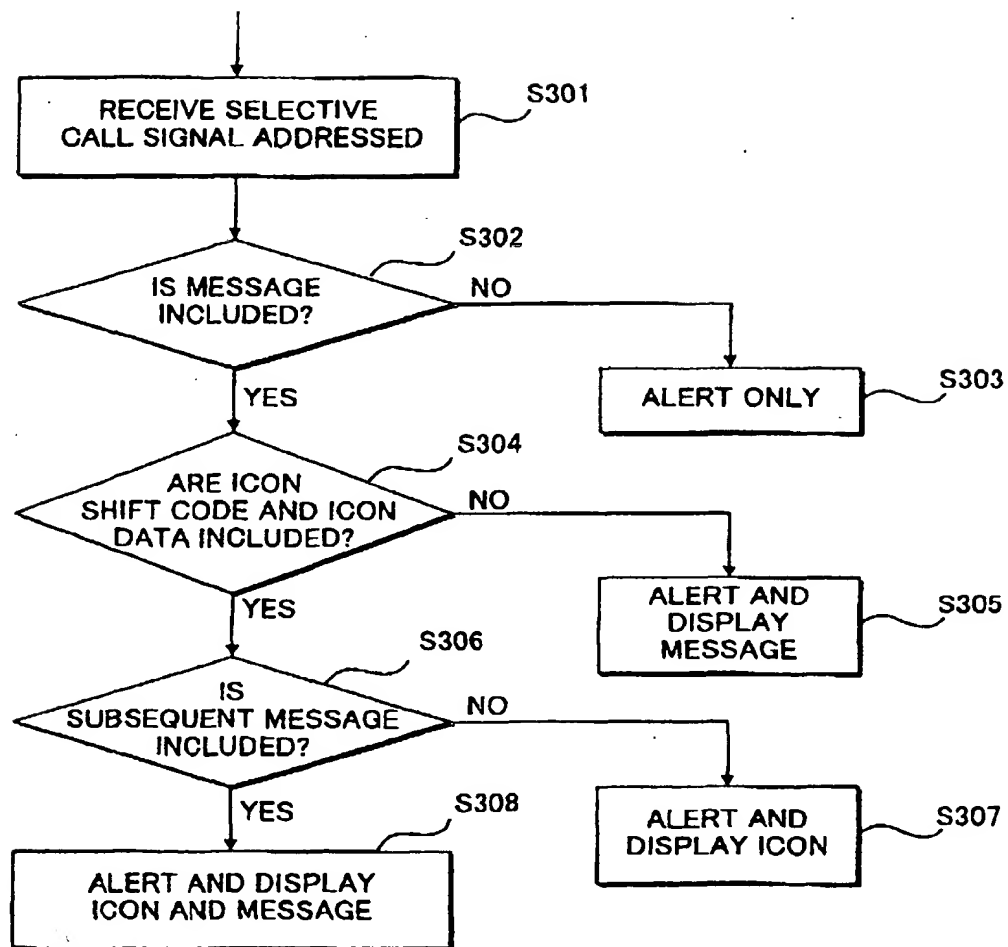 RECEIVE SELECTIVE
CALL SIGNAL ADDRESSED
S301
IS MESSAGE
INCLUDED?
S302
NO
YES
ALERT ONLY
S303
ARE ICON
SHIFT CODE AND ICON
DATA INCLUDED?
S304
NO
YES
ALERT AND
DISPLAY
MESSAGE
S305
IS
SUBSEQUENT MESSAGE
INCLUDED?
S306
NO
YES
ALERT AND
DISPLAY ICON
S307
ALERT AND DISPLAY
ICON AND MESSAGE
S308